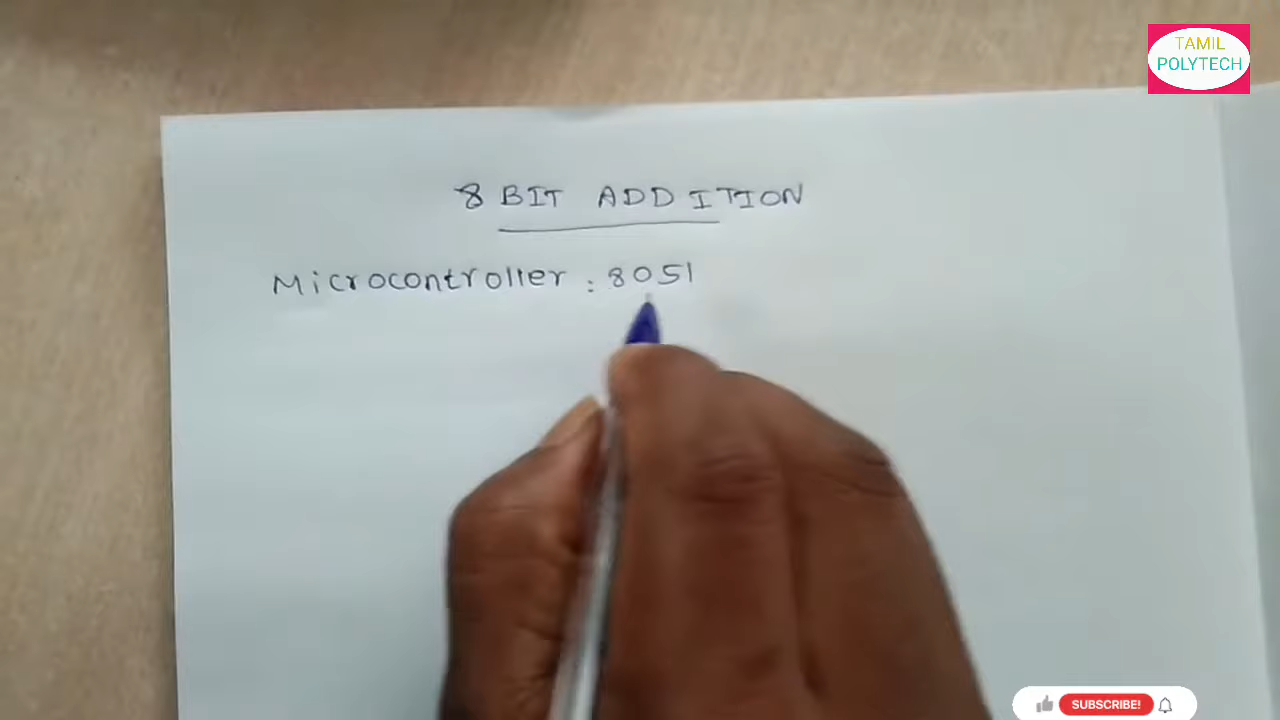 TAMIL
POLYTECH
8 BIT ADDITION
Microcontroller : 8051
SUBSCRIBE!